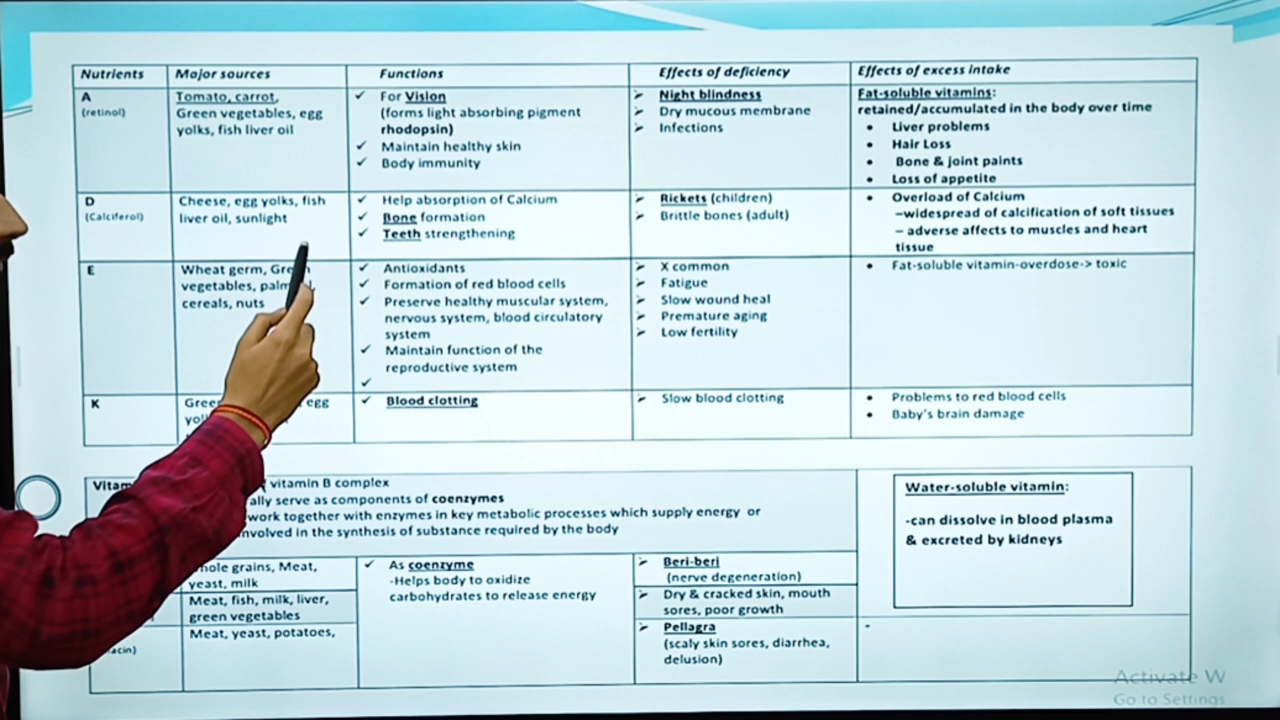 Nutrients Major sources Functions Effects of deficiency Effects of excess intake
A
(retinol)
Tomato, carrot,
Green vegetables, egg
yolks, fish liver oil
✓ For Vision
(forms light absorbing pigment
rhodopsin)
✓ Maintain healthy skin
✓ Body immunity
➢ Night blindness
➢ Dry mucous membrane
➢ Infections
Fat-soluble vitamins:
retained/accumulated in the body over time
• Liver problems
• Hair Loss
• Bone & joint paints
• Loss of appetite
D
(Calciferol)
Cheese, egg yolks, fish
liver oil, sunlight
✓ Help absorption of Calcium
✓ Bone formation
✓ Teeth strengthening
➢ Rickets (children)
➢ Brittle bones (adult)
• Overload of Calcium
–widespread of calcification of soft tissues
– adverse affects to muscles and heart
tissue
E
Wheat germ,
vegetables,
cereals, nuts
✓ Antioxidants
✓ Formation of red blood cells
✓ Preserve healthy muscular system,
nervous system, blood circulatory
system
✓ Maintain function of the
reproductive system
✓
➢ X common
➢ Fatigue
➢ Slow wound heal
➢ Premature aging
➢ Low fertility
• Fat-soluble vitamin-overdose-> toxic
K
egg
✓ Blood clotting
➢ Slow blood clotting
• Problems to red blood cells
• Baby's brain damage
vitamin B complex
serve as components of coenzymes
work together with enzymes in key metabolic processes which supply energy or
in the synthesis of substance required by the body
Water-soluble vitamin:
-can dissolve in blood plasma
& excreted by kidneys
grains, Meat,
yeast, milk
Meat, fish, milk, liver,
green vegetables
Meat, yeast, potatoes,
✓ As coenzyme
-Helps body to oxidize
carbohydrates to release energy
➢ Beri-beri
(nerve degeneration)
➢ Dry & cracked skin, mouth
sores, poor growth
➢ Pellagra
(scaly skin sores, diarrhea,
delusion)
-
Activate W
Go to Settings